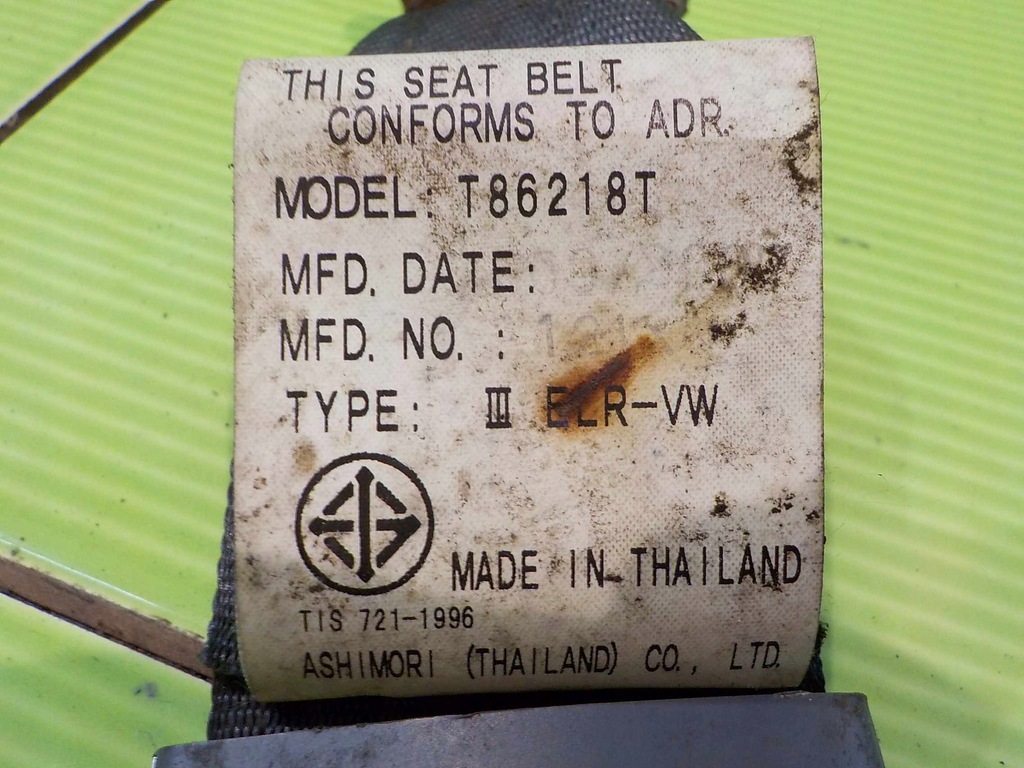 THIS SEAT BELT
CONFORMS TO ADR.
MODEL: T86218T
MFD. DATE:
MFD. NO. :
TYPE: III ELR-VW
MADE IN THAILAND
TIS 721-1996
ASHIMORI (THAILAND) CO., LTD.